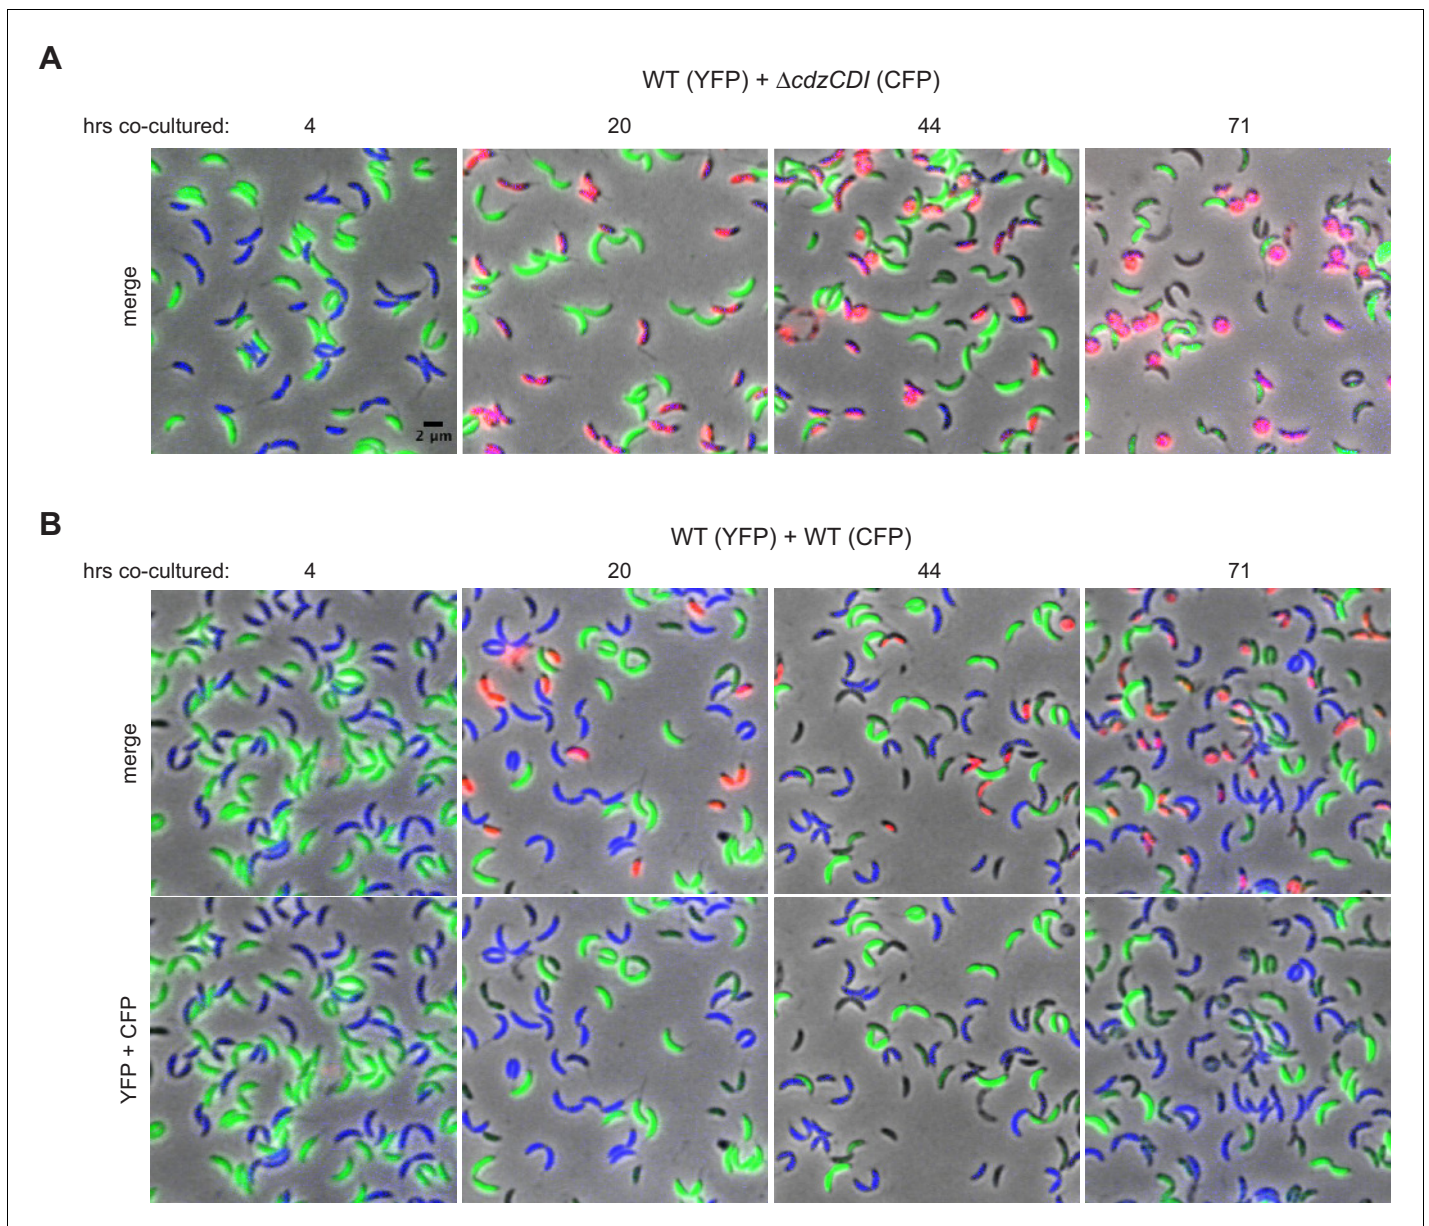 A
WT (YFP) + ΔcdzCDI (CFP)
hrs co-cultured: 4 20 44 71
merge
2 μm
B
WT (YFP) + WT (CFP)
hrs co-cultured: 4 20 44 71
merge
YFP + CFP